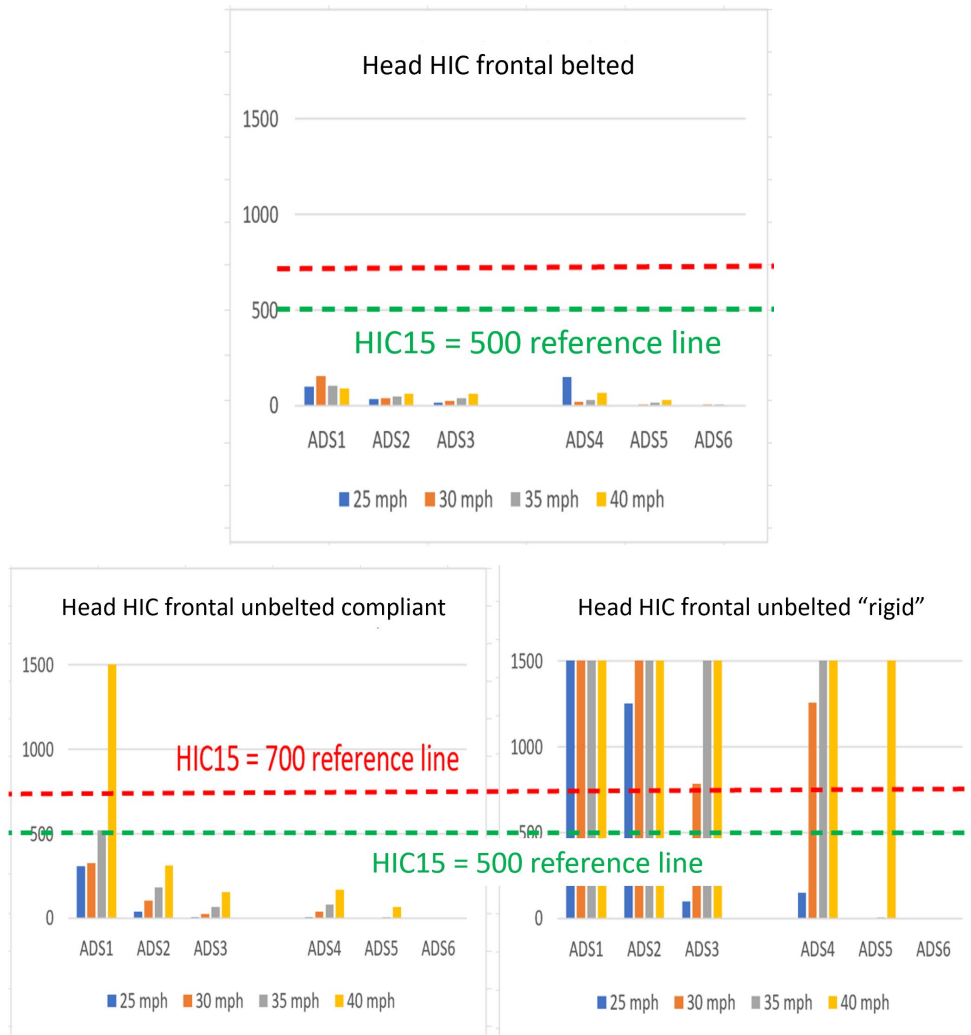 Head HIC frontal belted
1500
1000
500
HIC15 = 500 reference line
0
ADS1 ADS2 ADS3 ADS4 ADS5 ADS6
25 mph 30 mph 35 mph 40 mph
Head HIC frontal unbelted compliant
1500
1000
HIC15 = 700 reference line
500
0
ADS1 ADS2 ADS3 ADS4 ADS5 ADS6
25 mph 30 mph 35 mph 40 mph
Head HIC frontal unbelted “rigid”
1500
1000
500
HIC15 = 500 reference line
0
ADS1 ADS2 ADS3 ADS4 ADS5 ADS6
25 mph 30 mph 35 mph 40 mph